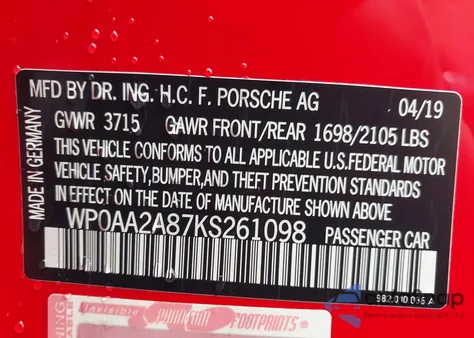 MFD BY DR. ING. H.C. F. PORSCHE AG 04/19
GVWR 3715 GAWR FRONT/REAR 1698/2105 LBS
THIS VEHICLE CONFORMS TO ALL APPLICABLE U.S.FEDERAL MOTOR
VEHICLE SAFETY,BUMPER,AND THEFT PREVENTION STANDARDS
IN EFFECT ON THE DATE OF MANUFACTURE SHOWN ABOVE
WP0AA2A87KS261098 PASSENGER CAR
MADE IN GERMANY
Invisible
FOOTPRINTS